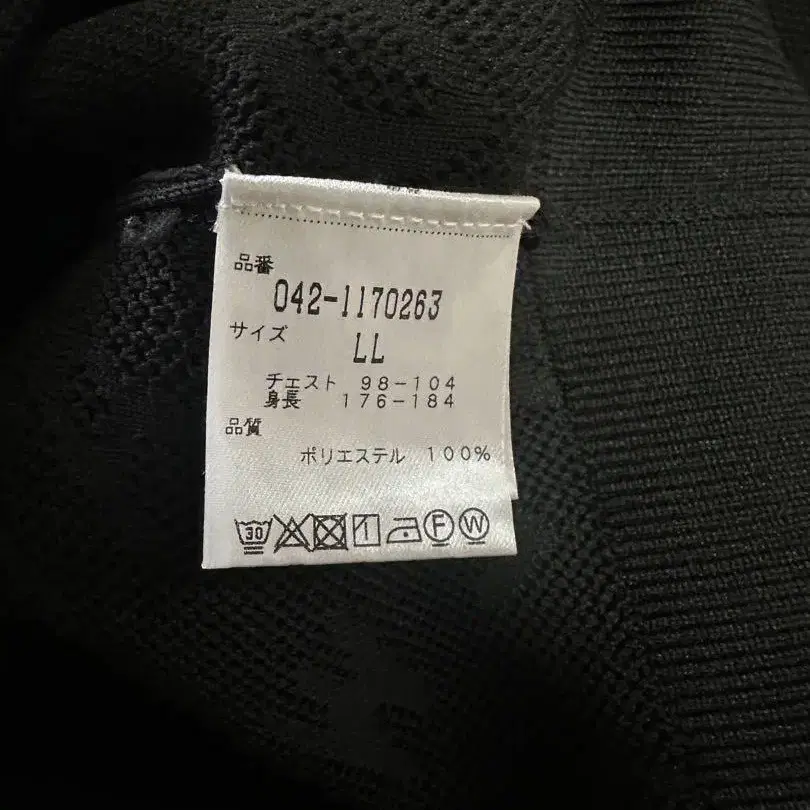 品番
042-1170263
サイズ
LL
チェスト 98-104
身長 176-184
品質
ポリエステル 100%
30 F W